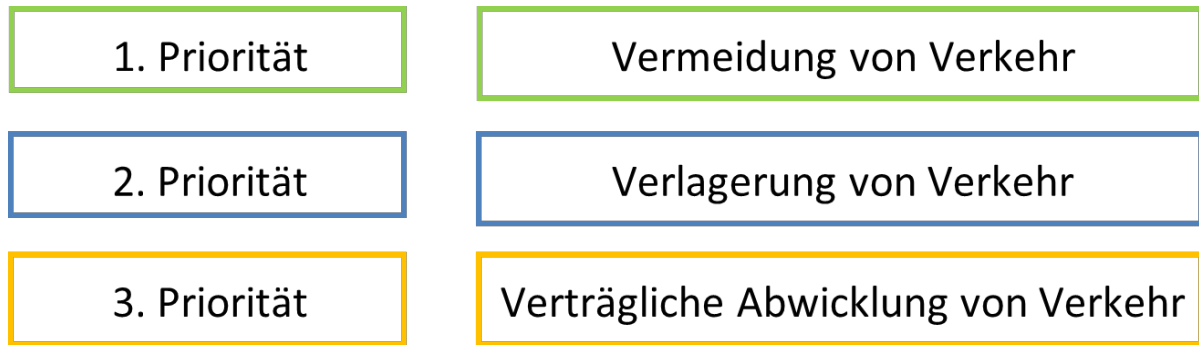 1. Priorität
Vermeidung von Verkehr
2. Priorität
Verlagerung von Verkehr
3. Priorität
Verträgliche Abwicklung von Verkehr